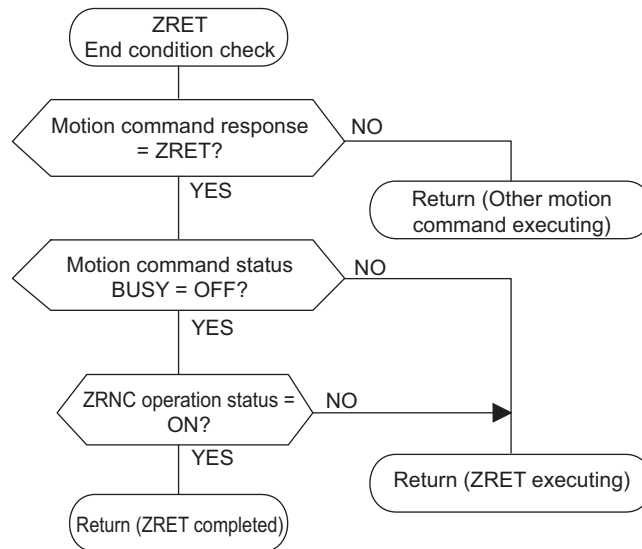 ZRET
End condition check
Motion command response
= ZRET?
NO
YES
Return (Other motion
command executing)
Motion command status
BUSY = OFF?
NO
YES
ZRNC operation status =
ON?
NO
YES
Return (ZRET executing)
Return (ZRET completed)